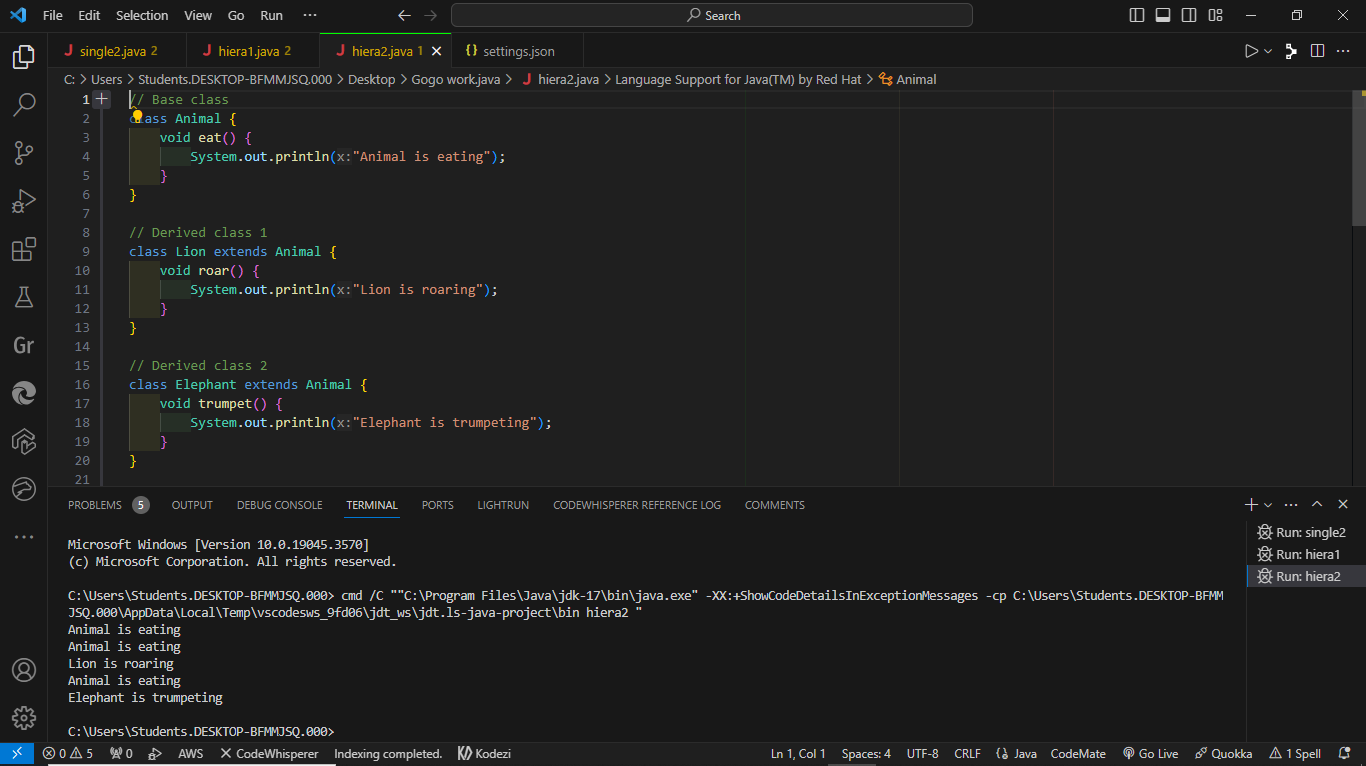 File Edit Selection View Go Run ··· Search
single2.java 2 hiera1.java 2 hiera2.java 1 settings.json
C: > Users > Students.DESKTOP-BFMMJSQ.000 > Desktop > Gogo work.java > hiera2.java > Language Support for Java(TM) by Red Hat > Animal
1 // Base class
2 class Animal {
3 void eat() {
4 System.out.println(x:"Animal is eating");
5 }
6 }
7
8 // Derived class 1
9 class Lion extends Animal {
10 void roar() {
11 System.out.println(x:"Lion is roaring");
12 }
13 }
14
15 // Derived class 2
16 class Elephant extends Animal {
17 void trumpet() {
18 System.out.println(x:"Elephant is trumpeting");
19 }
20 }
21
Gr
PROBLEMS 5 OUTPUT DEBUG CONSOLE TERMINAL PORTS LIGHTRUN CODEWHISPERER REFERENCE LOG COMMENTS
Run: single2
Run: hiera1
Run: hiera2
Microsoft Windows [Version 10.0.19045.3570]
(c) Microsoft Corporation. All rights reserved.
C:\Users\Students.DESKTOP-BFMMJSQ.000> cmd /C ""C:\Program Files\Java\jdk-17\bin\java.exe" -XX:+ShowCodeDetailsInExceptionMessages -cp C:\Users\Students.DESKTOP-BFMM
JSQ.000\AppData\Local\Temp\vscodesws_9fd06\jdt_ws\jdt.ls-java-project\bin hiera2 "
Animal is eating
Animal is eating
Lion is roaring
Animal is eating
Elephant is trumpeting
C:\Users\Students.DESKTOP-BFMMJSQ.000>
0 5 0 AWS CodeWhisperer Indexing completed. Kodezi Ln 1, Col 1 Spaces: 4 UTF-8 CRLF {} Java CodeMate Go Live Quokka 1 Spell